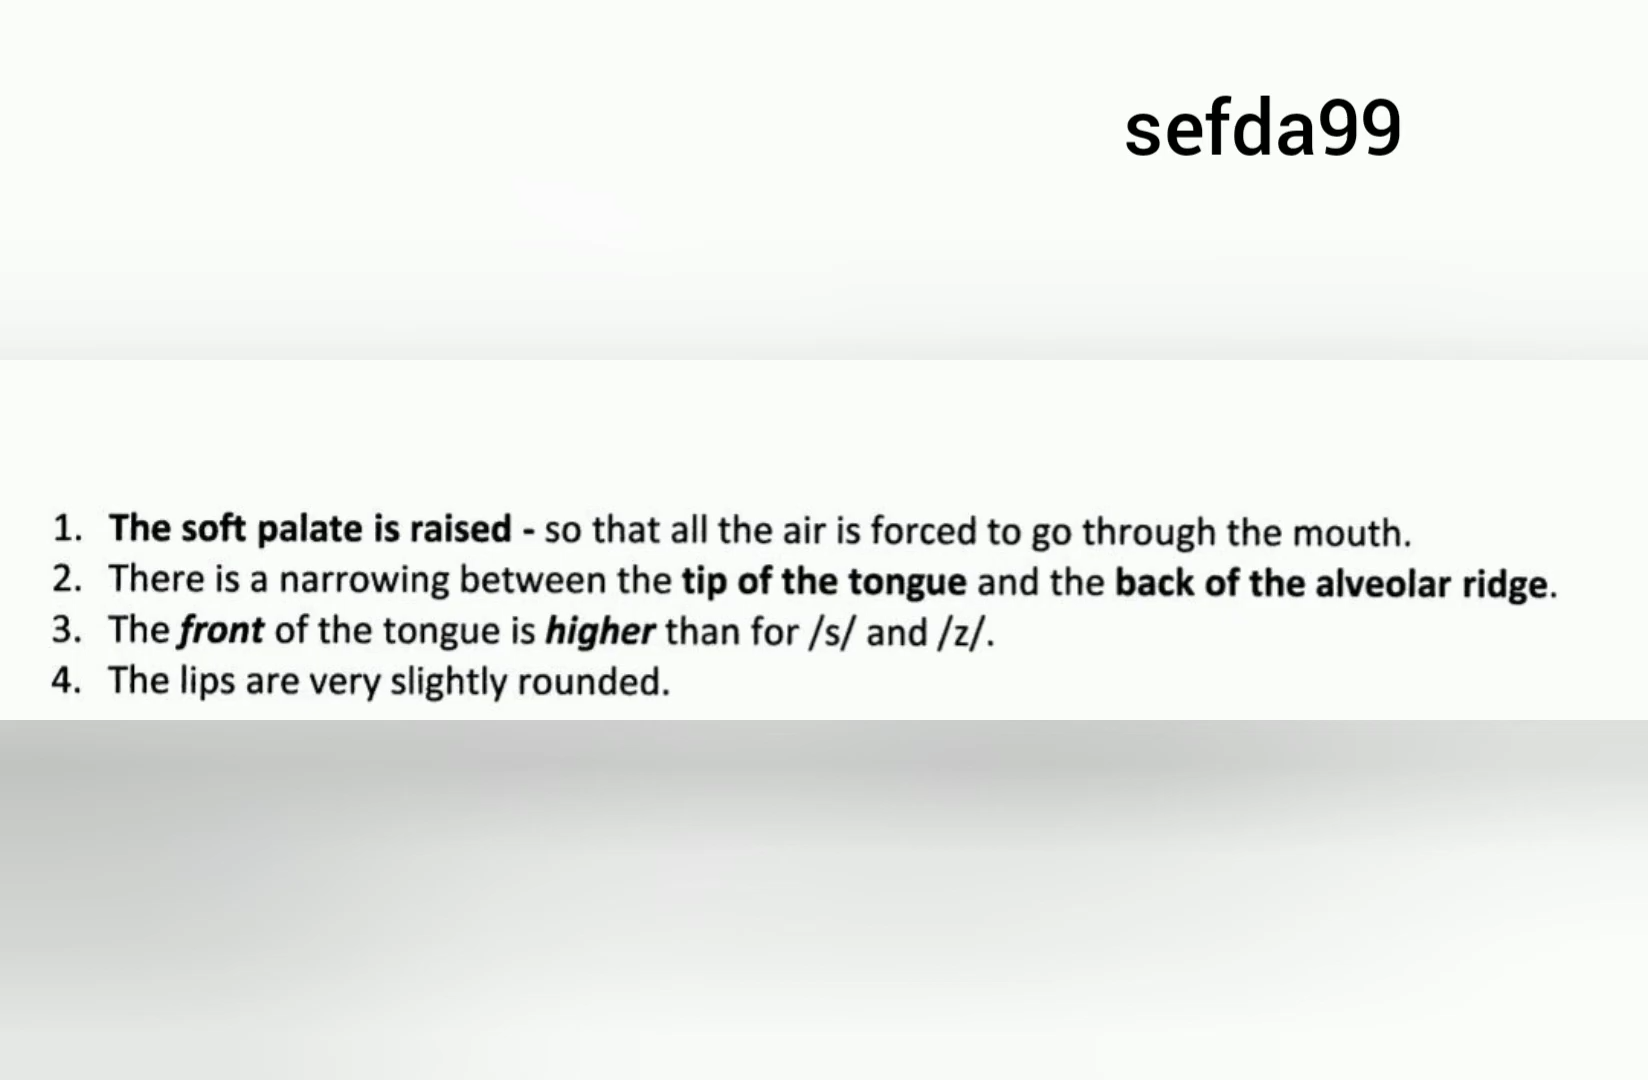 sefda99
1. The soft palate is raised - so that all the air is forced to go through the mouth.
2. There is a narrowing between the tip of the tongue and the back of the alveolar ridge.
3. The front of the tongue is higher than for /s/ and /z/.
4. The lips are very slightly rounded.